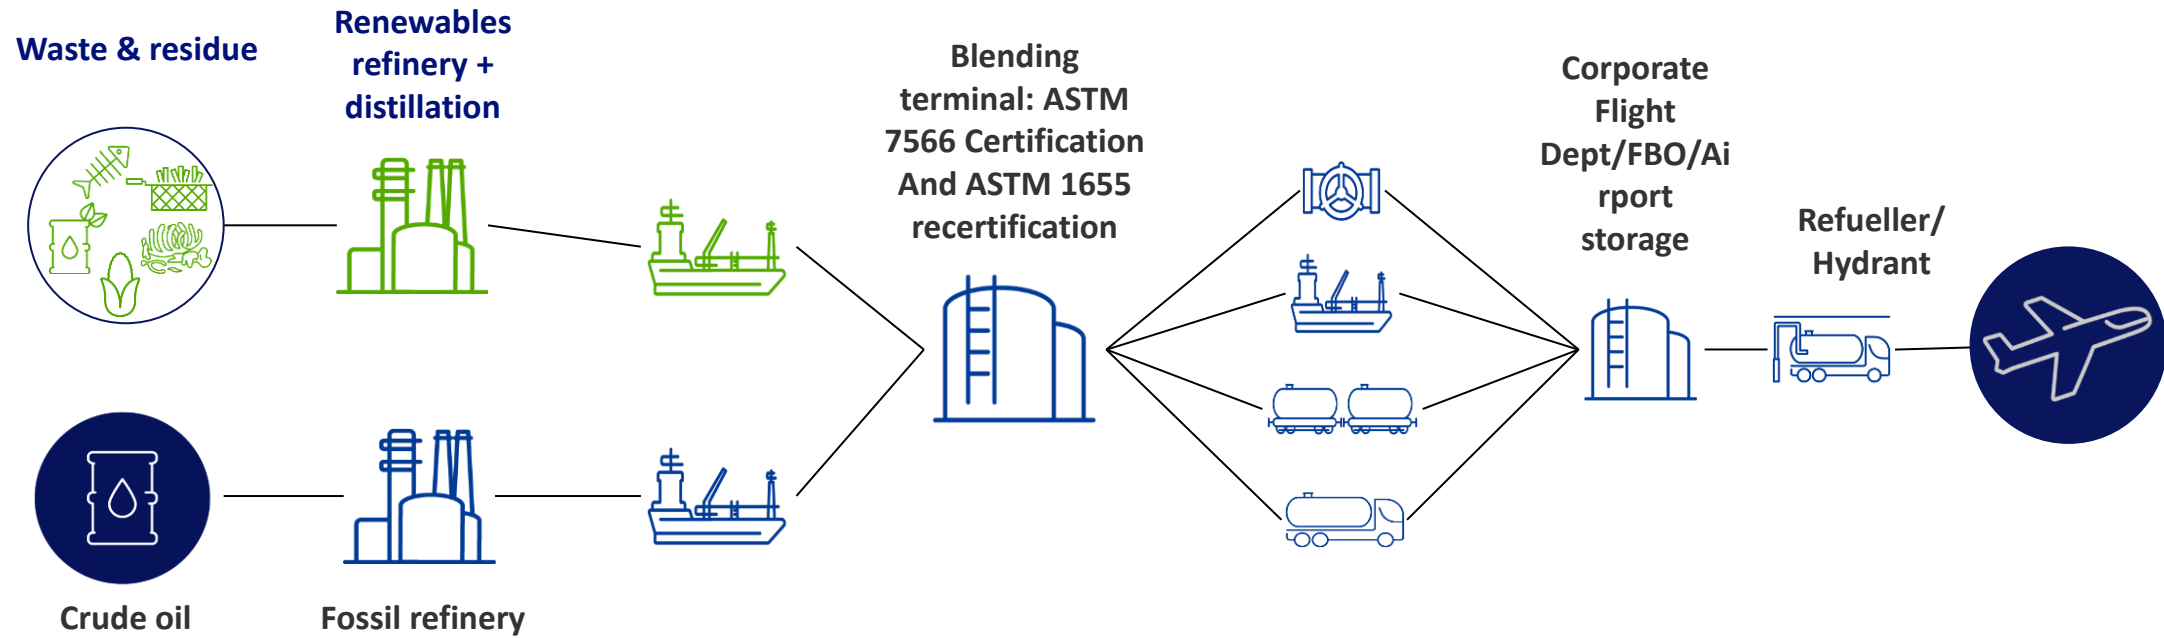 Waste & residue
Renewables
refinery +
distillation
Blending
terminal: ASTM
7566 Certification
And ASTM 1655
recertification
Corporate
Flight
Dept/FBO/Ai
rport
storage
Refueller/
Hydrant
Crude oil
Fossil refinery